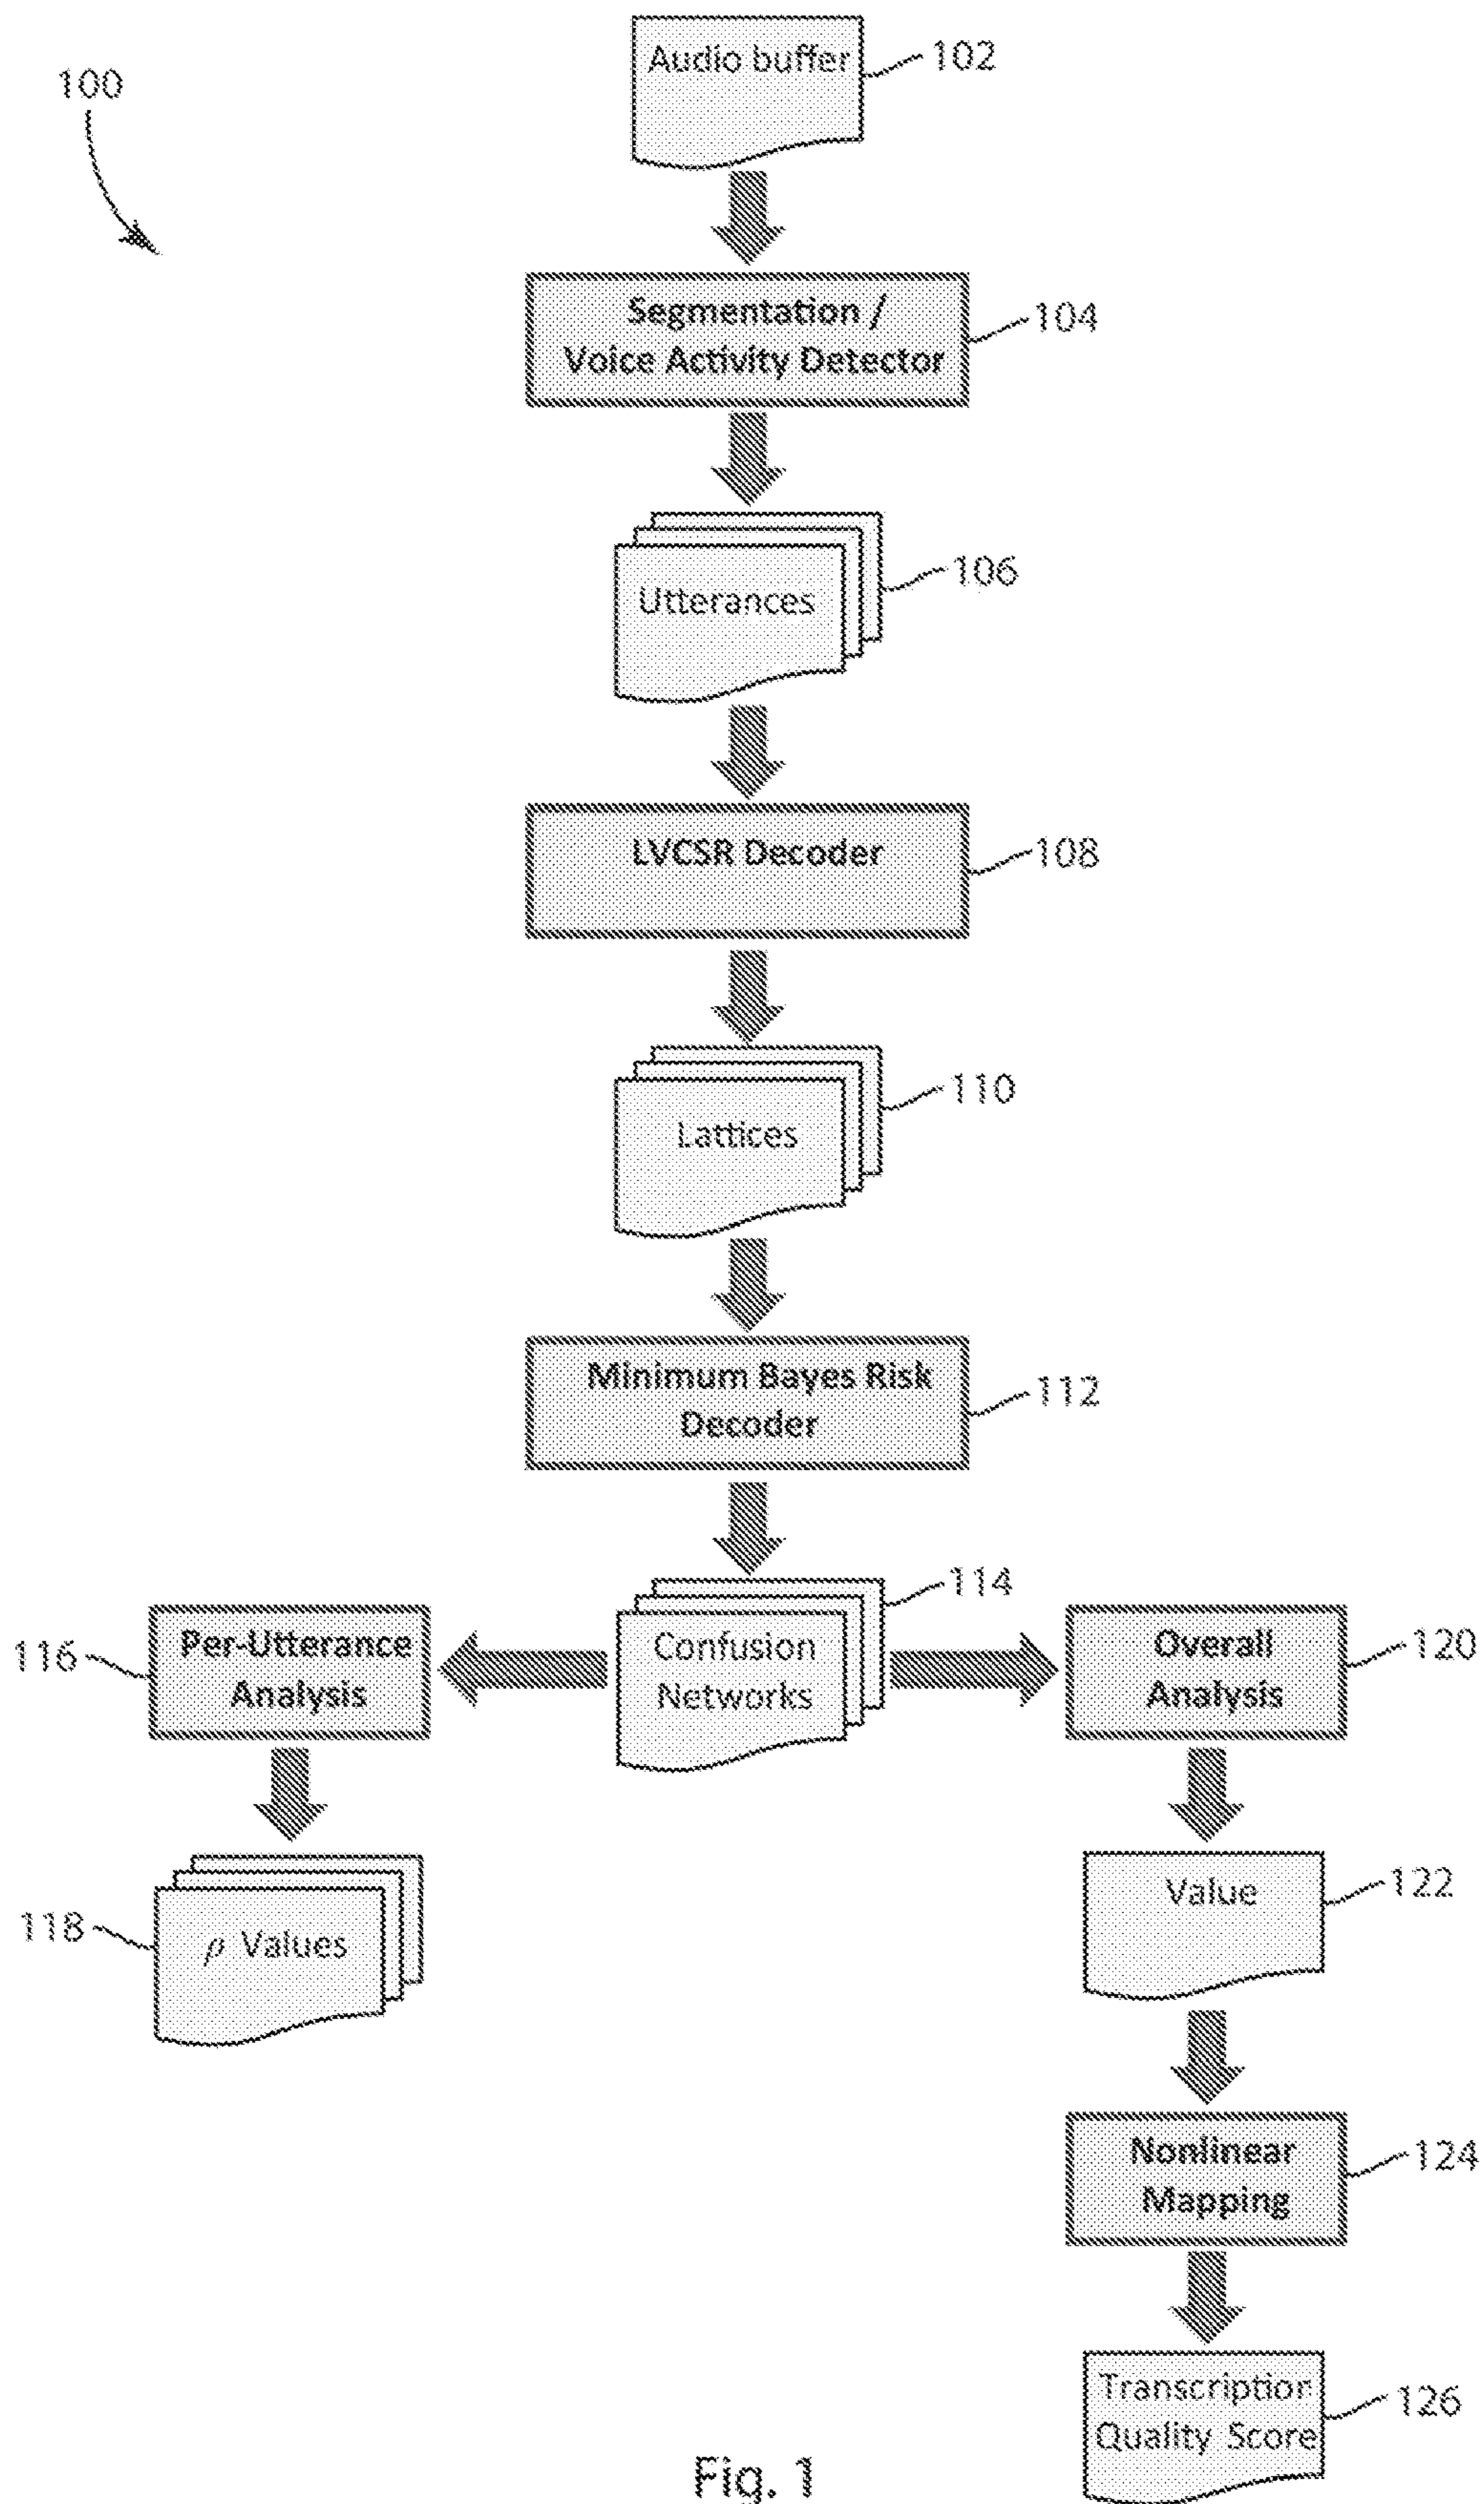 Audio buffer
102
100
Segmentation /
Voice Activity Detector
104
Utterances
106
LVCSR Decoder
108
Lattices
110
Minimum Bayes Risk
Decoder
112
114
Confusion
Networks
116
Per-Utterance
Analysis
Overall
Analysis
120
118
ρ Values
Value
122
Nonlinear
Mapping
124
Transcription
Quality Score
126
Fig. 1